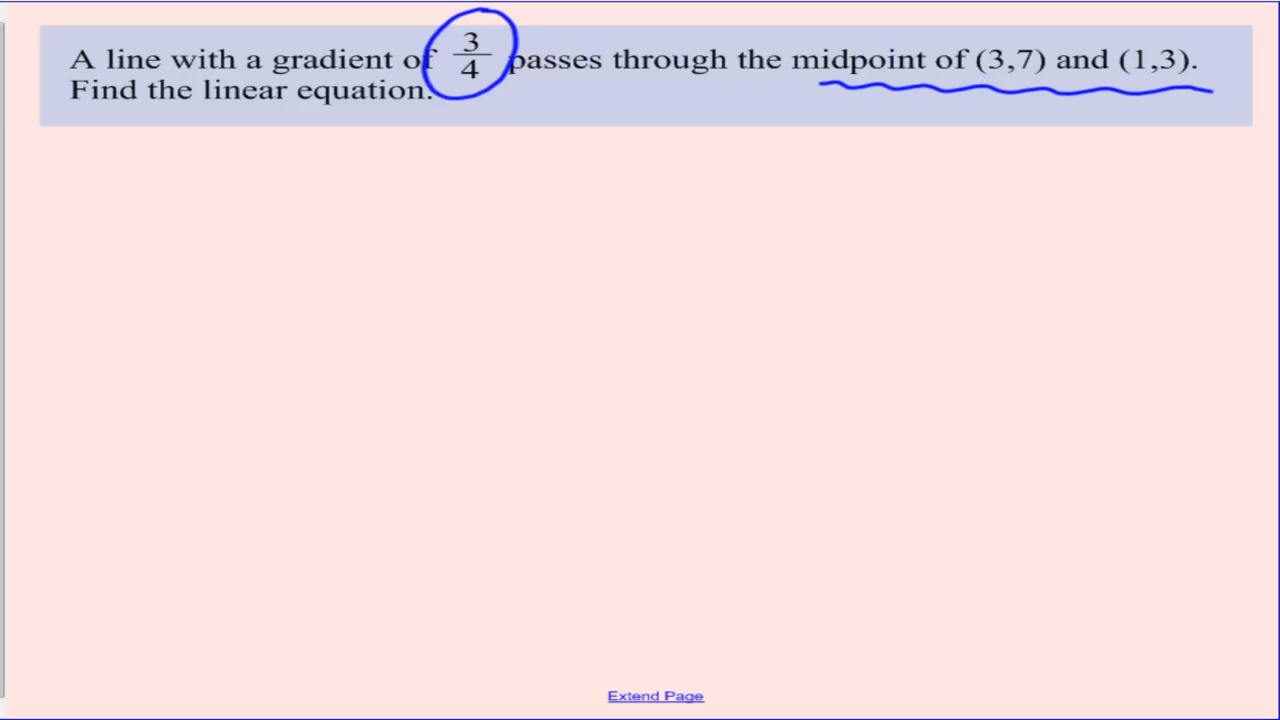 A line with a gradient of 3/4 passes through the midpoint of (3,7) and (1,3).
Find the linear equation.
Extend Page